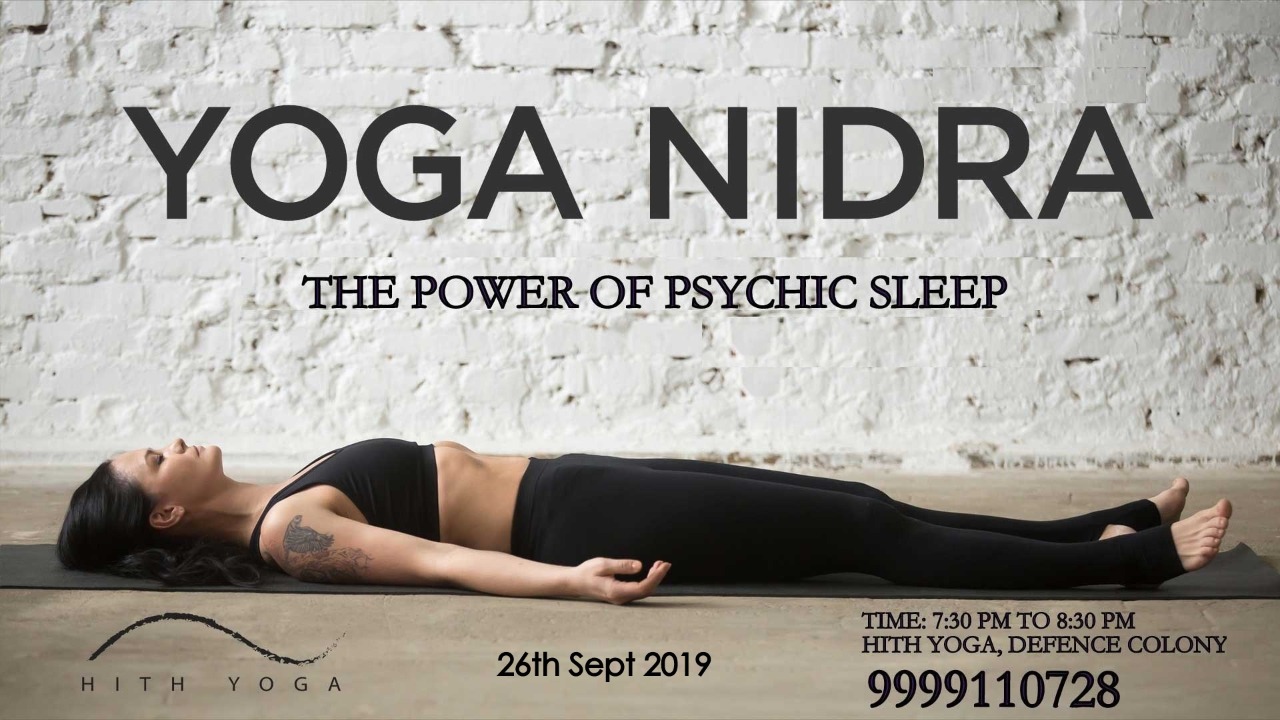 YOGA NIDRA
THE POWER OF PSYCHIC SLEEP
HITH YOGA
26th Sept 2019
TIME: 7:30 PM TO 8:30 PM
HITH YOGA, DEFENCE COLONY
9999110728